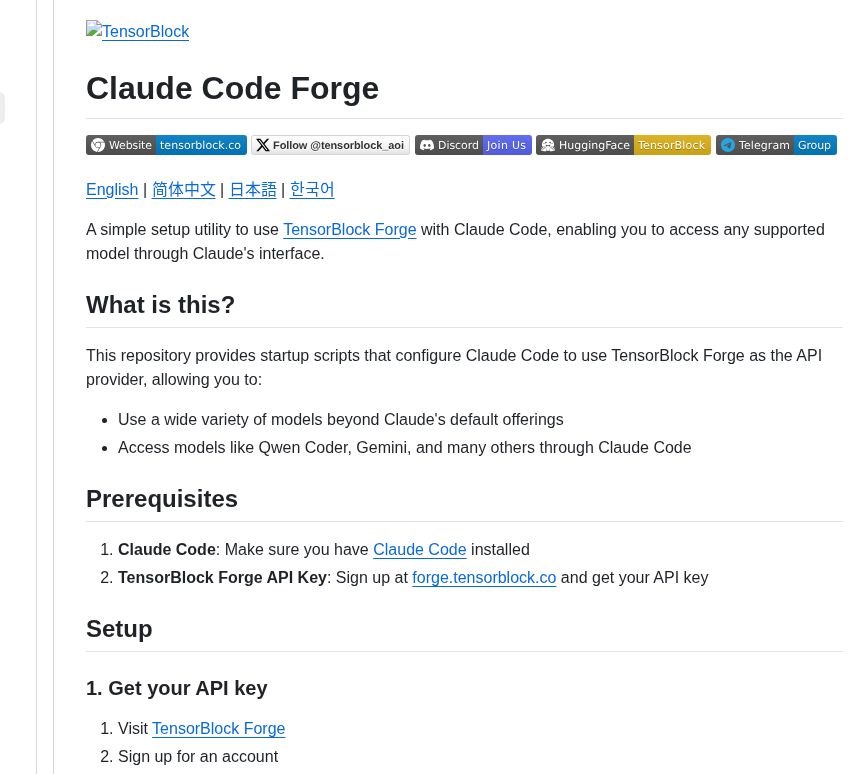 TensorBlock
Claude Code Forge
Website tensorblock.co Follow @tensorblock_aoi Discord Join Us HuggingFace TensorBlock Telegram Group
English | 简体中文 | 日本語 | 한국어
A simple setup utility to use TensorBlock Forge with Claude Code, enabling you to access any supported
model through Claude's interface.
What is this?
This repository provides startup scripts that configure Claude Code to use TensorBlock Forge as the API
provider, allowing you to:
• Use a wide variety of models beyond Claude's default offerings
• Access models like Qwen Coder, Gemini, and many others through Claude Code
Prerequisites
1. Claude Code: Make sure you have Claude Code installed
2. TensorBlock Forge API Key: Sign up at forge.tensorblock.co and get your API key
Setup
1. Get your API key
1. Visit TensorBlock Forge
2. Sign up for an account